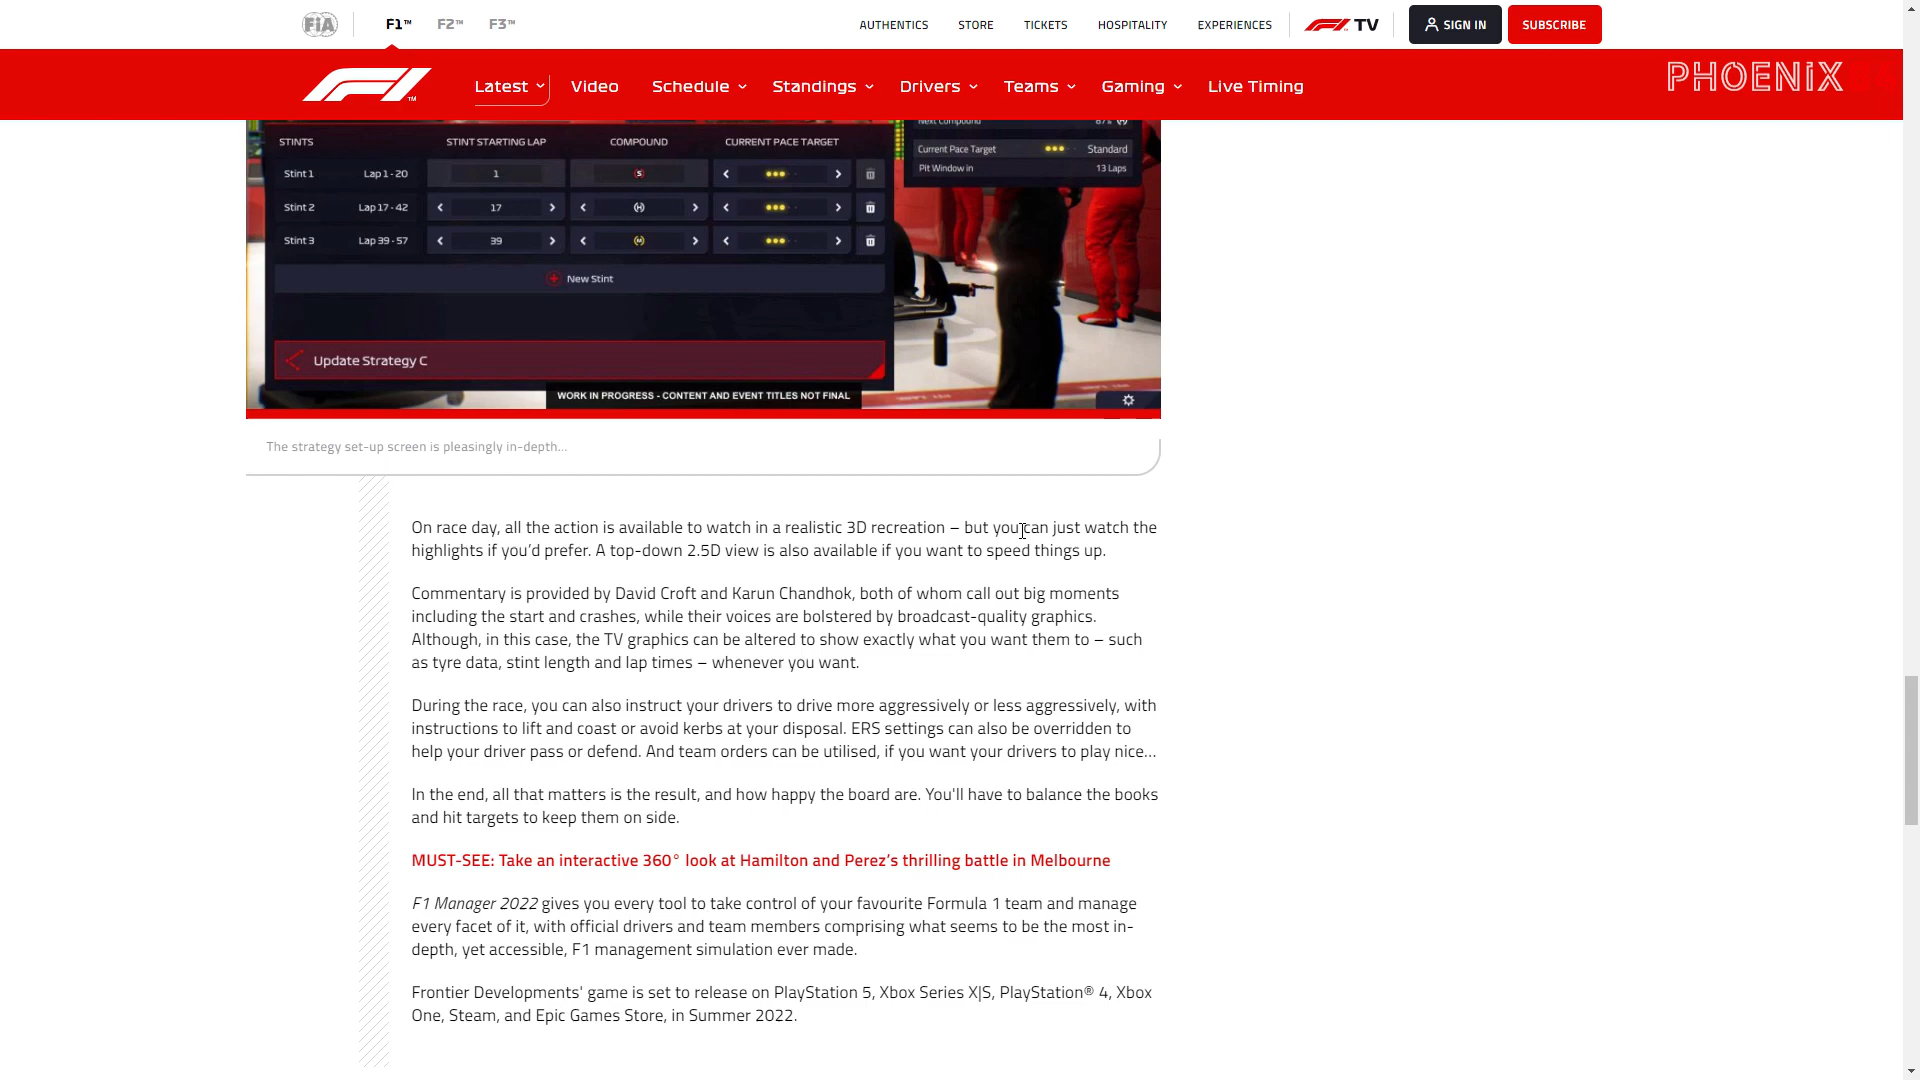 FiA
F1™ F2™ F3™
AUTHENTICS STORE TICKETS HOSPITALITY EXPERIENCES F1 TV SIGN IN SUBSCRIBE
Latest Video Schedule Standings Drivers Teams Gaming Live Timing
PHOENiX
Next Compound 87% (H)
STINTS STINT STARTING LAP COMPOUND CURRENT PACE TARGET
Current Pace Target Standard
Pit Window in 13 Laps
Stint 1 Lap 1 - 20 1 S
Stint 2 Lap 17 - 42 17 (H)
Stint 3 Lap 39 - 57 39 (M)
New Stint
Update Strategy C
WORK IN PROGRESS - CONTENT AND EVENT TITLES NOT FINAL
The strategy set-up screen is pleasingly in-depth...
On race day, all the action is available to watch in a realistic 3D recreation – but you can just watch the
highlights if you’d prefer. A top-down 2.5D view is also available if you want to speed things up.
Commentary is provided by David Croft and Karun Chandhok, both of whom call out big moments
including the start and crashes, while their voices are bolstered by broadcast-quality graphics.
Although, in this case, the TV graphics can be altered to show exactly what you want them to – such
as tyre data, stint length and lap times – whenever you want.
During the race, you can also instruct your drivers to drive more aggressively or less aggressively, with
instructions to lift and coast or avoid kerbs at your disposal. ERS settings can also be overridden to
help your driver pass or defend. And team orders can be utilised, if you want your drivers to play nice…
In the end, all that matters is the result, and how happy the board are. You'll have to balance the books
and hit targets to keep them on side.
MUST-SEE: Take an interactive 360° look at Hamilton and Perez’s thrilling battle in Melbourne
F1 Manager 2022 gives you every tool to take control of your favourite Formula 1 team and manage
every facet of it, with official drivers and team members comprising what seems to be the most in-
depth, yet accessible, F1 management simulation ever made.
Frontier Developments' game is set to release on PlayStation 5, Xbox Series X|S, PlayStation® 4, Xbox
One, Steam, and Epic Games Store, in Summer 2022.